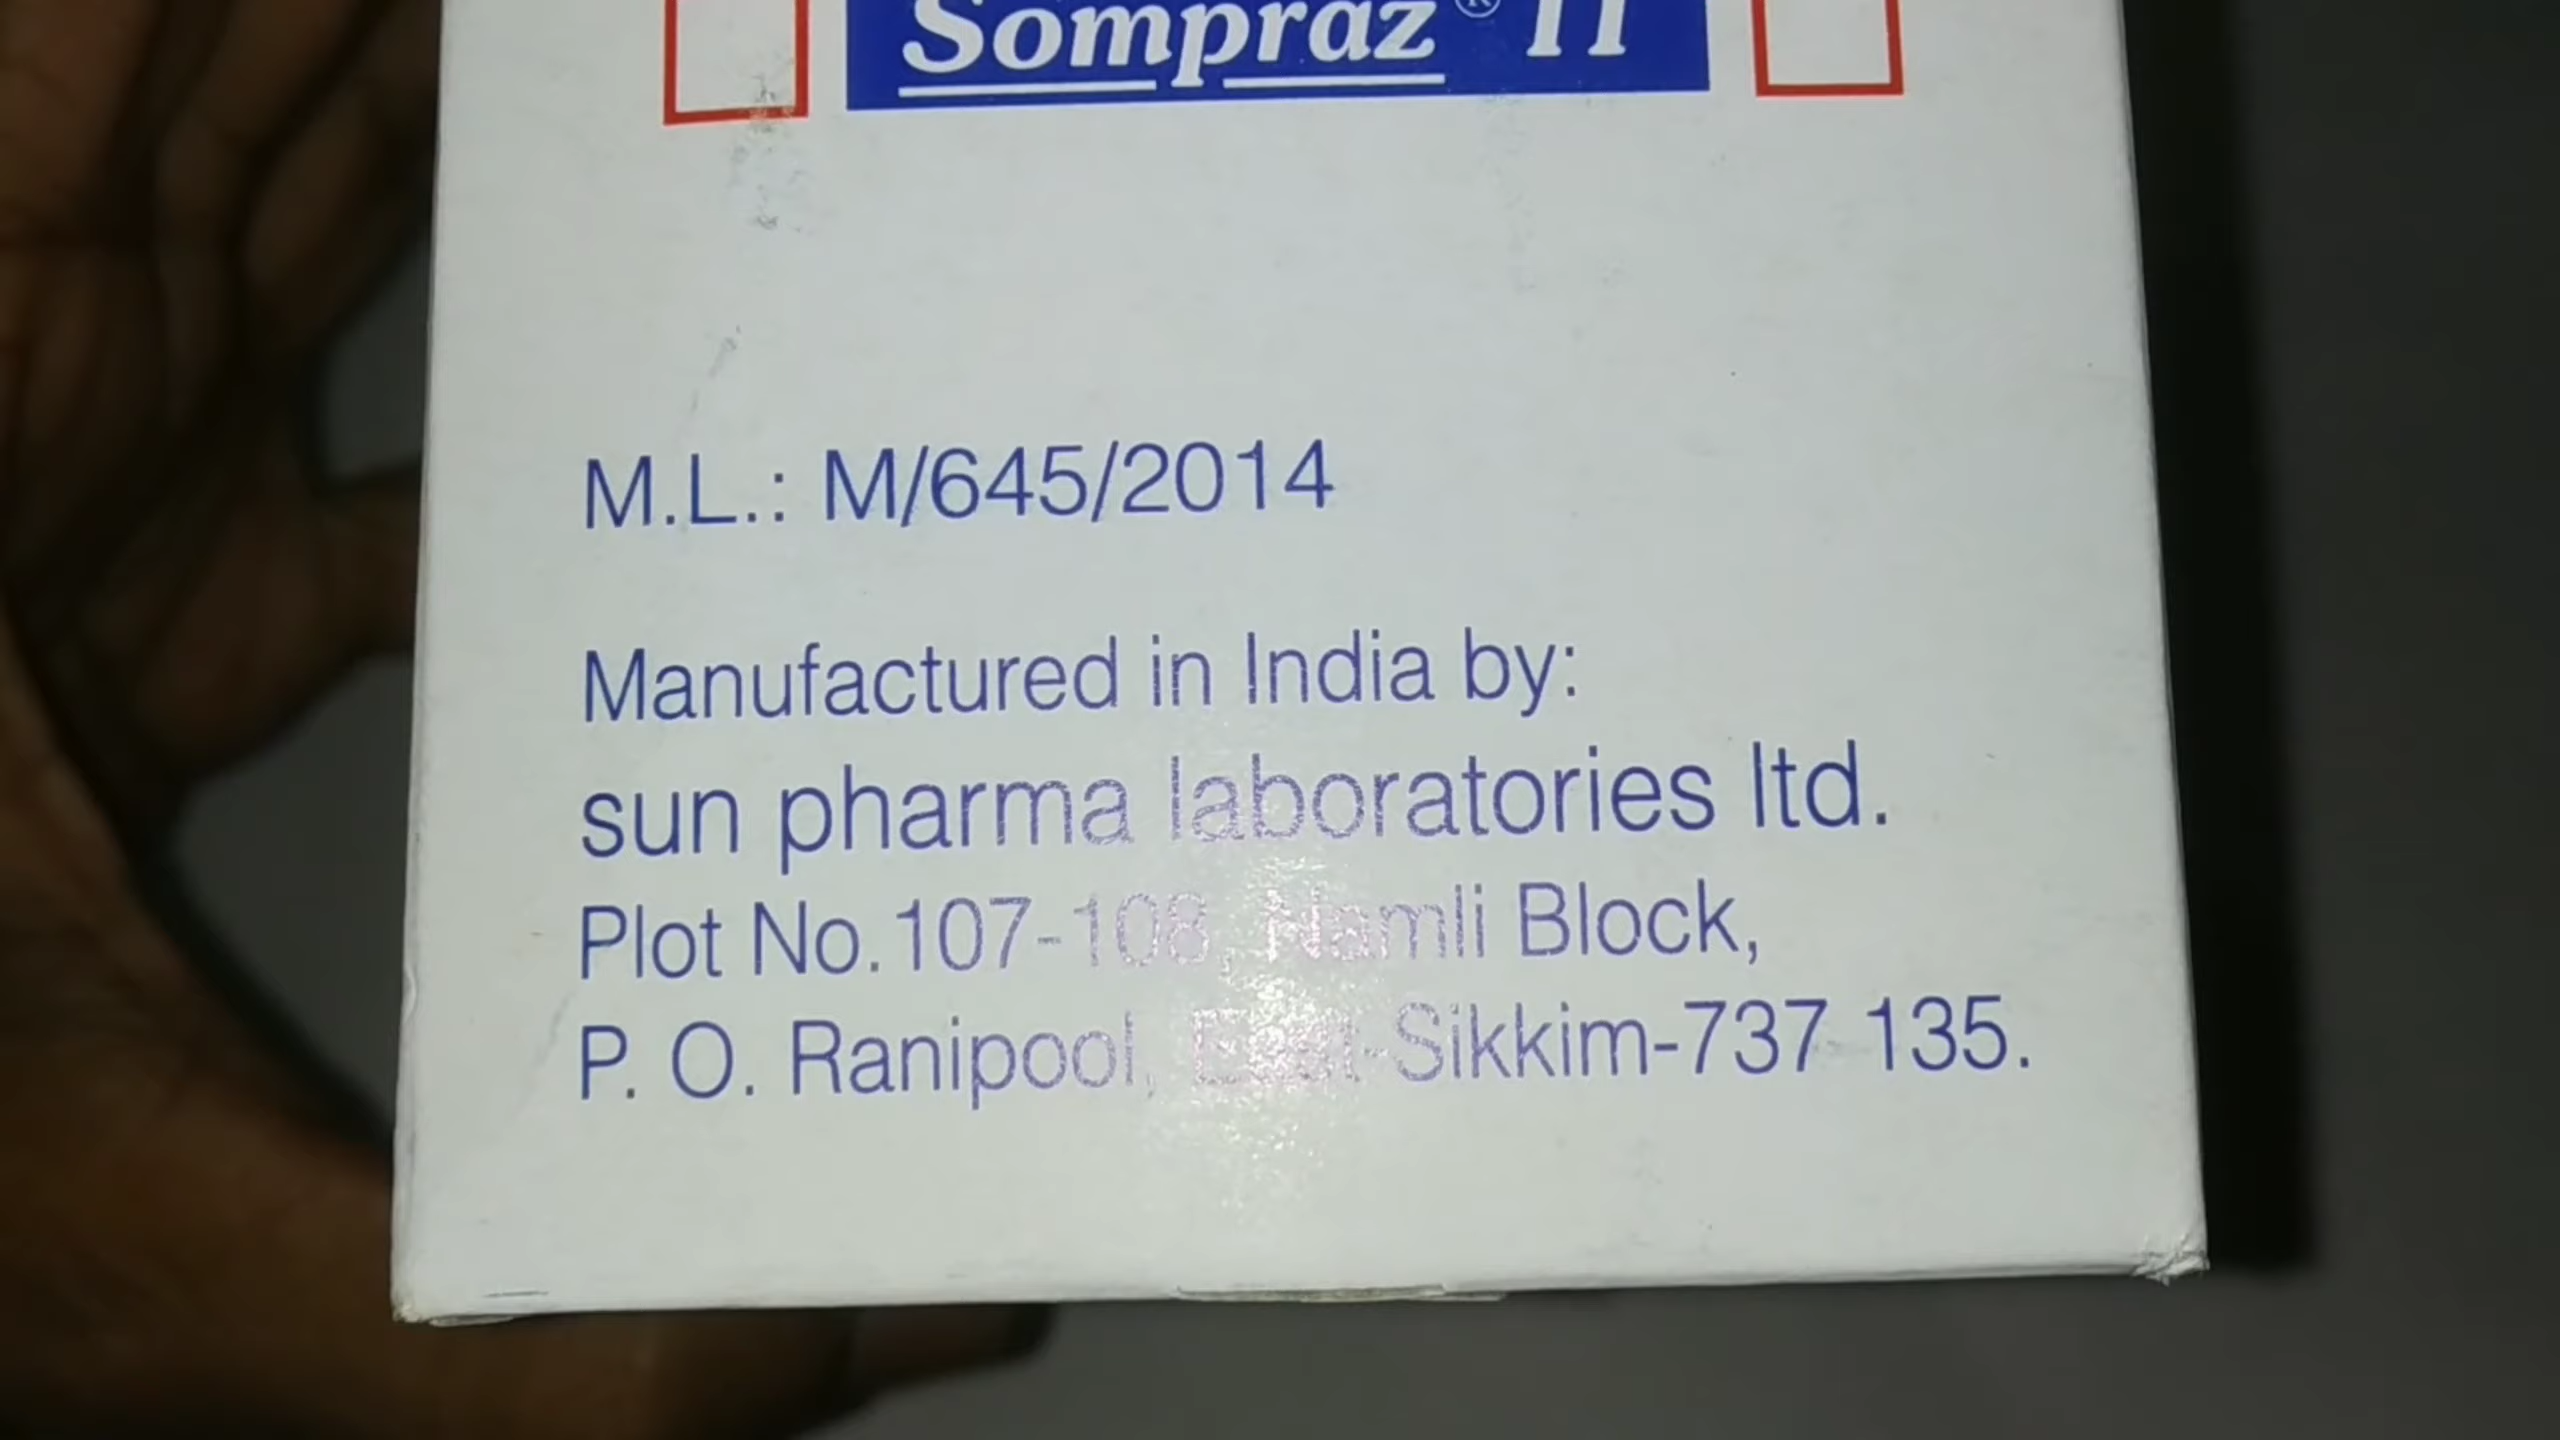 Sompraz® IT
M.L.: M/645/2014
Manufactured in India by:
sun pharma laboratories ltd.
Plot No.107-108, Namli Block,
P. O. Ranipool, East-Sikkim-737 135.